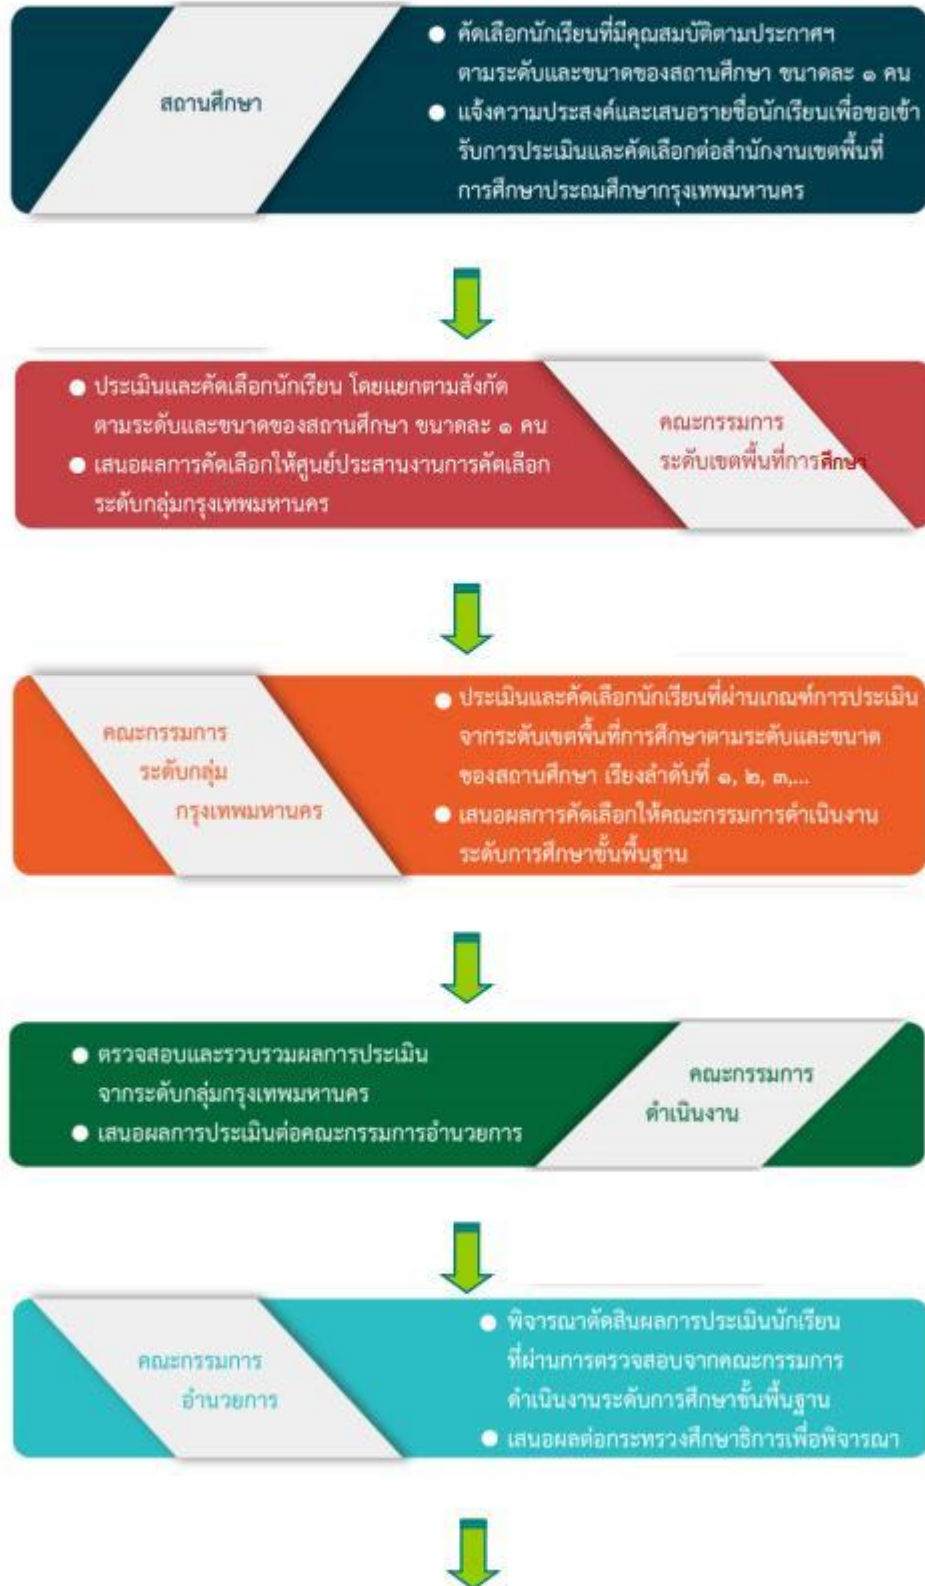 สถานศึกษา
● คัดเลือกนักเรียนที่มีคุณสมบัติตามประกาศฯ
ตามระดับและขนาดของสถานศึกษา ขนาดละ ๑ คน
● แจ้งความประสงค์และเสนอรายชื่อนักเรียนเพื่อขอเข้า
รับการประเมินและคัดเลือกต่อสำนักงานเขตพื้นที่
การศึกษาประถมศึกษากรุงเทพมหานคร
● ประเมินและคัดเลือกนักเรียน โดยแยกตามสังกัด
ตามระดับและขนาดของสถานศึกษา ขนาดละ ๑ คน
● เสนอผลการคัดเลือกให้ศูนย์ประสานงานการคัดเลือก
ระดับกลุ่มกรุงเทพมหานคร
คณะกรรมการ
ระดับเขตพื้นที่การศึกษา
คณะกรรมการ
ระดับกลุ่ม
กรุงเทพมหานคร
● ประเมินและคัดเลือกนักเรียนที่ผ่านเกณฑ์การประเมิน
จากระดับเขตพื้นที่การศึกษาตามระดับและขนาด
ของสถานศึกษา เรียงลำดับที่ ๑, ๒, ๓,...
● เสนอผลการคัดเลือกให้คณะกรรมการดำเนินงาน
ระดับการศึกษาขั้นพื้นฐาน
● ตรวจสอบและรวบรวมผลการประเมิน
จากระดับกลุ่มกรุงเทพมหานคร
● เสนอผลการประเมินต่อคณะกรรมการอำนวยการ
คณะกรรมการ
ดำเนินงาน
คณะกรรมการ
อำนวยการ
● พิจารณาตัดสินผลการประเมินนักเรียน
ที่ผ่านการตรวจสอบจากคณะกรรมการ
ดำเนินงานระดับการศึกษาขั้นพื้นฐาน
● เสนอผลต่อกระทรวงศึกษาธิการเพื่อพิจารณา